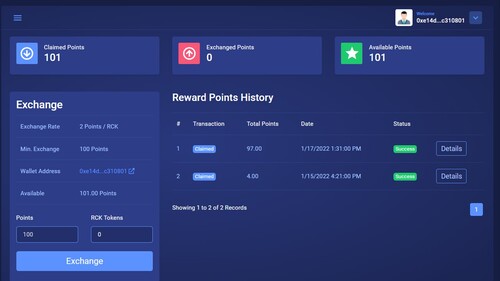 Welcome
0xe14d...c310801
Claimed Points
101
Exchanged Points
0
Available Points
101
Exchange
Exchange Rate 2 Points / RCK
Min. Exchange 100 Points
Wallet Address 0xe14d...c310801
Available 101.00 Points
Points RCK Tokens
100 0
Exchange
Reward Points History
# Transaction Total Points Date Status
1 Claimed 97.00 1/17/2022 1:31:00 PM Success Details
2 Claimed 4.00 1/15/2022 4:21:00 PM Success Details
Showing 1 to 2 of 2 Records
1